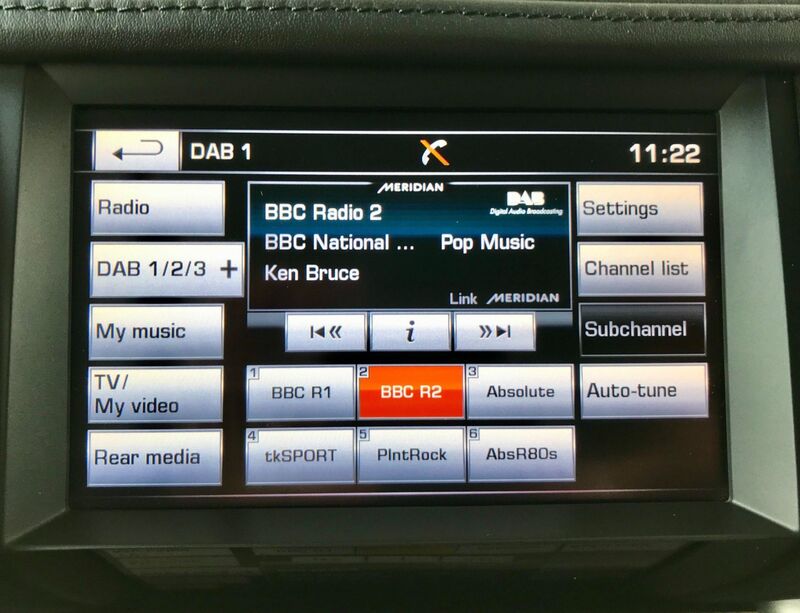 DAB 1
11:22
Radio
DAB 1/2/3 +
My music
TV/
My video
Rear media
MERIDIAN
DAB
Digital Audio Broadcasting
BBC Radio 2
BBC National ... Pop Music
Ken Bruce
Link MERIDIAN
i
1 BBC R1
2 BBC R2
3 Absolute
4 tkSPORT
5 PlntRock
6 AbsR80s
Settings
Channel list
Subchannel
Auto-tune